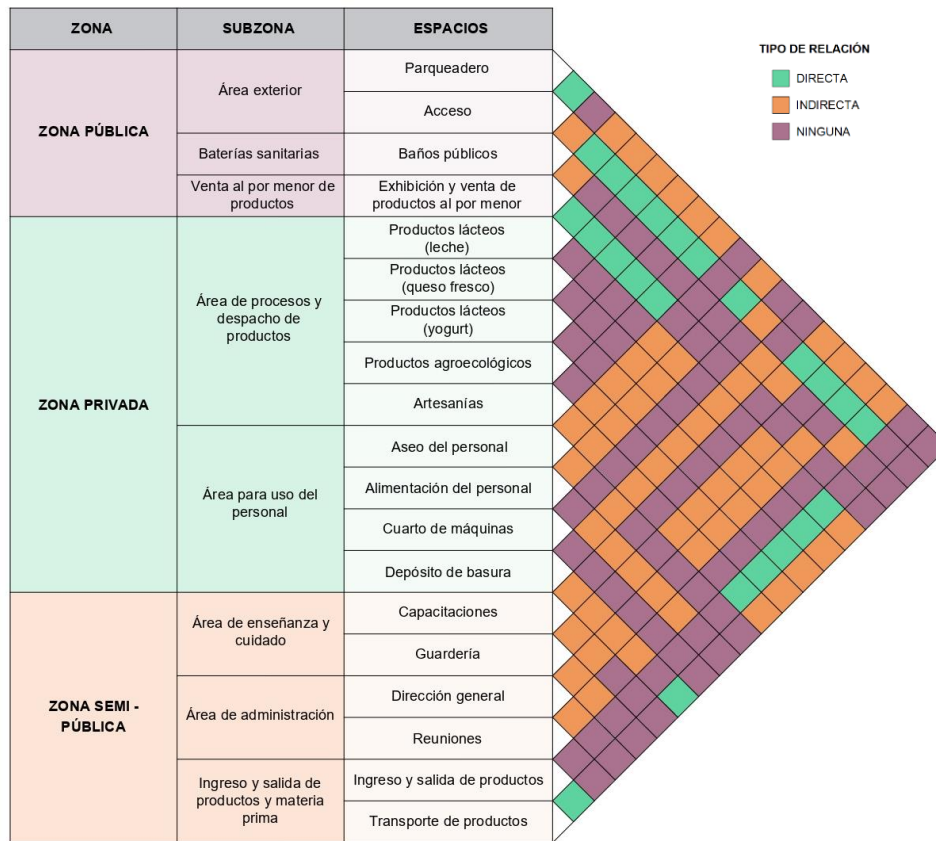 ZONA
SUBZONA
ESPACIOS
TIPO DE RELACIÓN
DIRECTA
INDIRECTA
NINGUNA
ZONA PÚBLICA
Área exterior
Parqueadero
Acceso
Baterías sanitarias
Baños públicos
Venta al por menor de
productos
Exhibición y venta de
productos al por menor
ZONA PRIVADA
Área de procesos y
despacho de
productos
Productos lácteos
(leche)
Productos lácteos
(queso fresco)
Productos lácteos
(yogurt)
Productos agroecológicos
Artesanías
Área para uso del
personal
Aseo del personal
Alimentación del personal
Cuarto de máquinas
Depósito de basura
ZONA SEMI -
PÚBLICA
Área de enseñanza y
cuidado
Capacitaciones
Guardería
Área de administración
Dirección general
Reuniones
Ingreso y salida de
productos y materia
prima
Ingreso y salida de productos
Transporte de productos